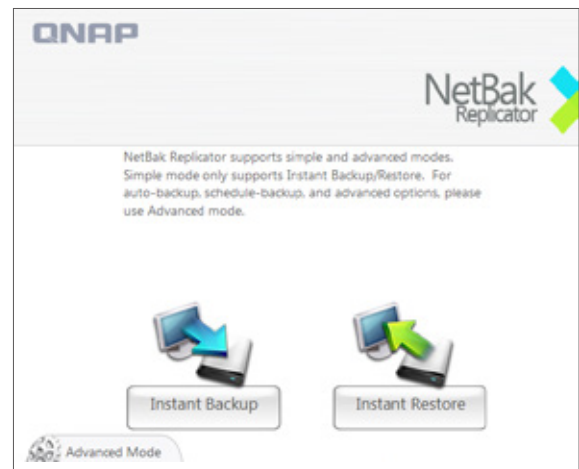 QNAP
NetBak
Replicator
NetBak Replicator supports simple and advanced modes.
Simple mode only supports Instant Backup/Restore. For
auto-backup, schedule-backup, and advanced options, please
use Advanced mode.
Instant Backup
Instant Restore
Advanced Mode